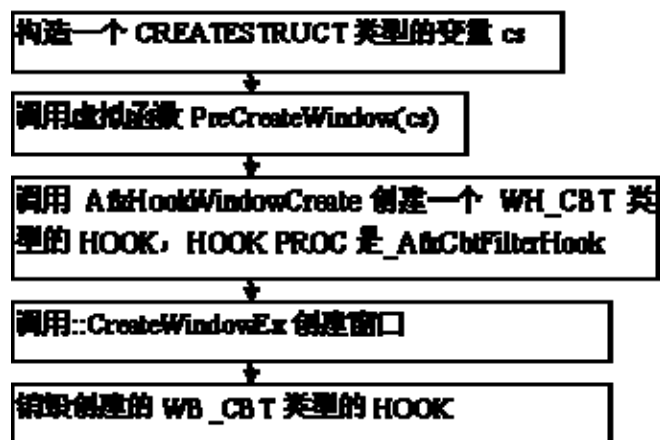 构造一个 CREATESTRUCT 类型的变量 cs
调用虚拟函数 PreCreateWindow(cs)
调用 AfxHookWindowCreate 创建一个 WH_CBT 类
型的 HOOK，HOOK PROC 是_AfxCbtFilterHook
调用::CreateWindowEx 创建窗口
销毁创建的 WB_CBT 类型的 HOOK